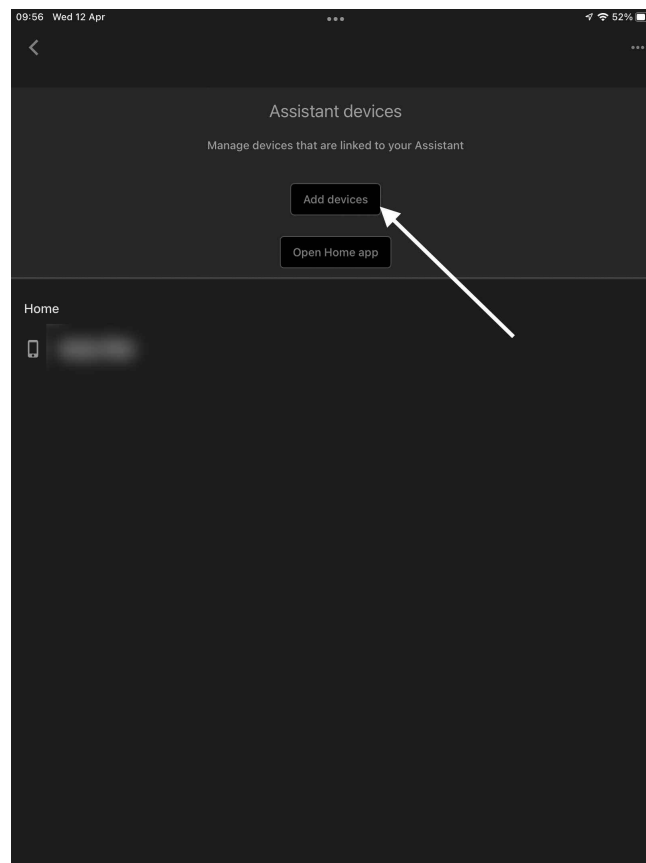 09:56 Wed 12 Apr
52%
Assistant devices
Manage devices that are linked to your Assistant
Add devices
Open Home app
Home